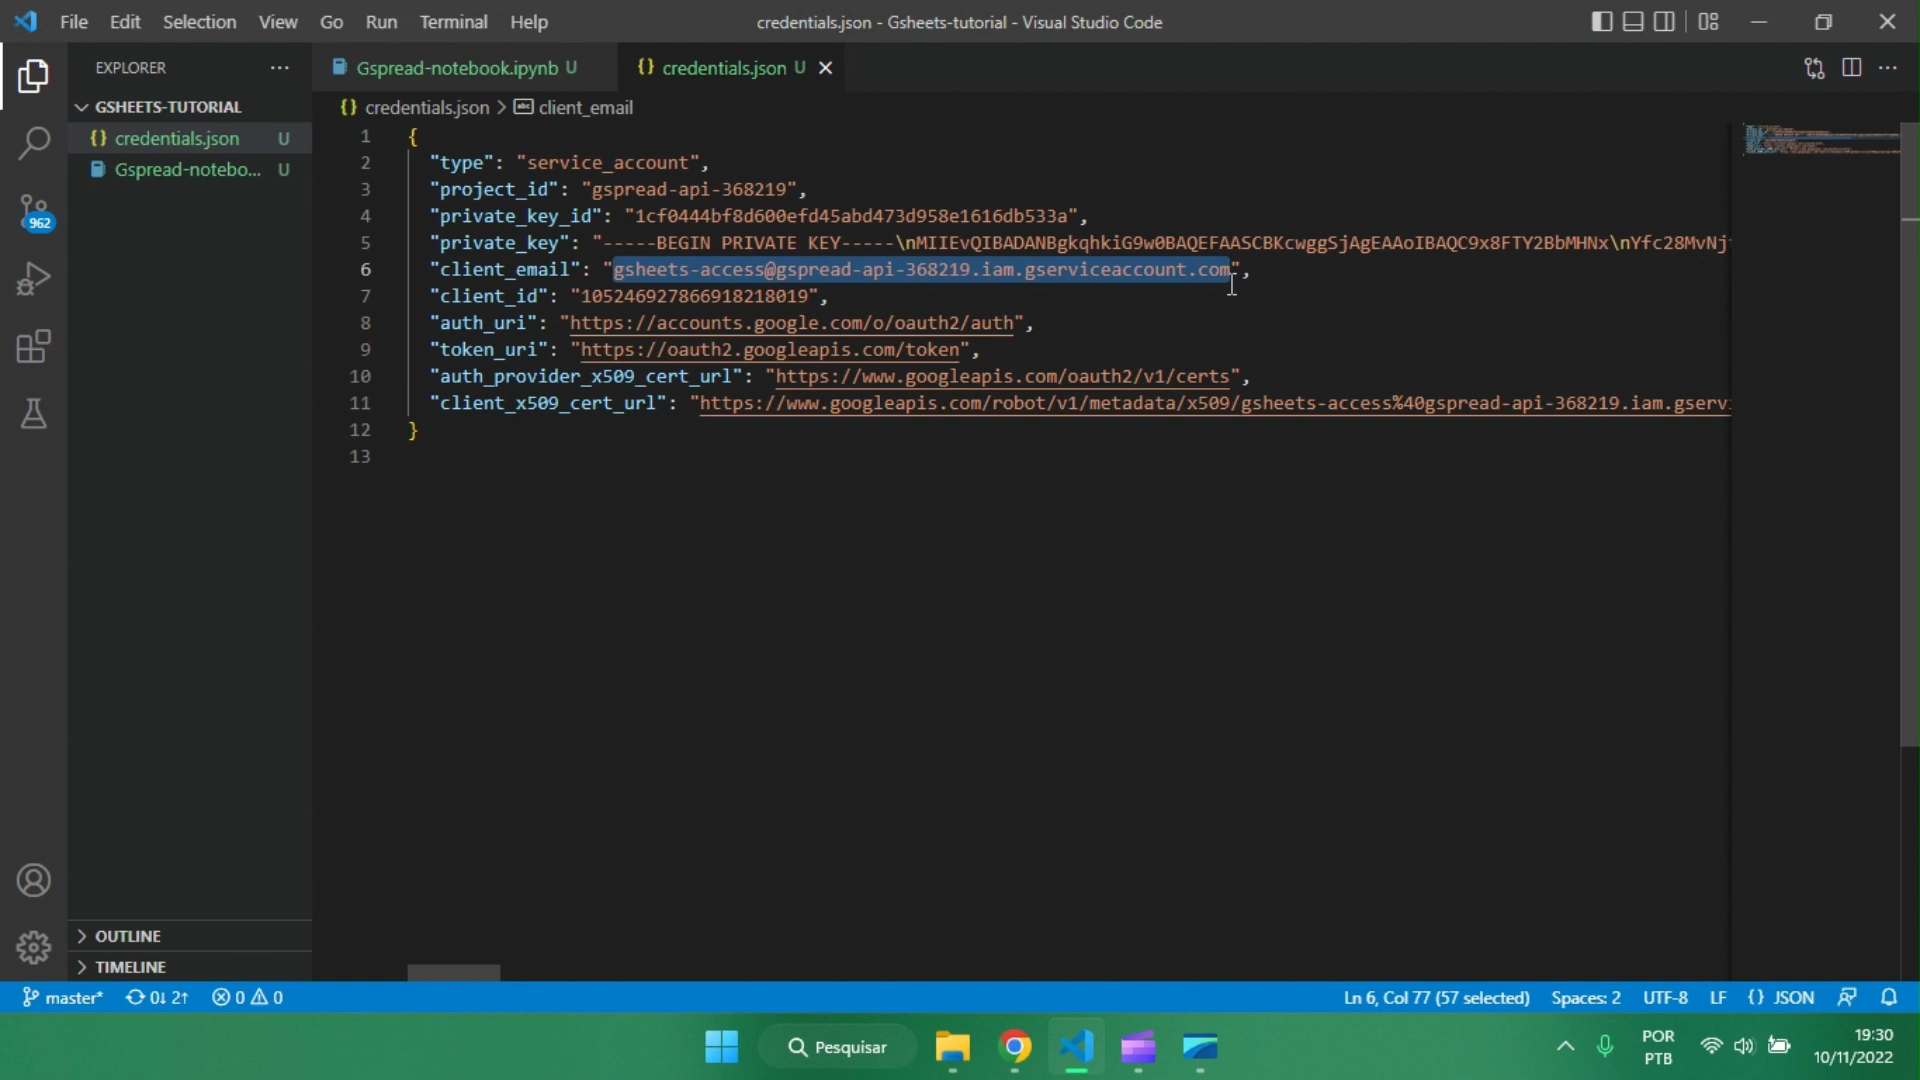 File Edit Selection View Go Run Terminal Help
credentials.json - Gsheets-tutorial - Visual Studio Code
EXPLORER
GSHEETS-TUTORIAL
credentials.json U
Gspread-notebo... U
OUTLINE
TIMELINE
962
Gspread-notebook.ipynb U
credentials.json U
credentials.json > client_email
1 {
2 "type": "service_account",
3 "project_id": "gspread-api-368219",
4 "private_key_id": "1cf0444bf8d600efd45abd473d958e1616db533a",
5 "private_key": "-----BEGIN PRIVATE KEY-----\nMIIEvQIBADANBgkqhkiG9w0BAQEFAASCBKcwggSjAgEAAoIBAQC9x8FTY2BbMHNx\nYfc28MvNj
6 "client_email": "gsheets-access@gspread-api-368219.iam.gserviceaccount.com",
7 "client_id": "105246927866918218019",
8 "auth_uri": "https://accounts.google.com/o/oauth2/auth",
9 "token_uri": "https://oauth2.googleapis.com/token",
10 "auth_provider_x509_cert_url": "https://www.googleapis.com/oauth2/v1/certs",
11 "client_x509_cert_url": "https://www.googleapis.com/robot/v1/metadata/x509/gsheets-access%40gspread-api-368219.iam.gserv
12 }
13
master* 0↓ 2↑ 0 0
Ln 6, Col 77 (57 selected) Spaces: 2 UTF-8 LF {} JSON
Pesquisar
POR
PTB
19:30
10/11/2022